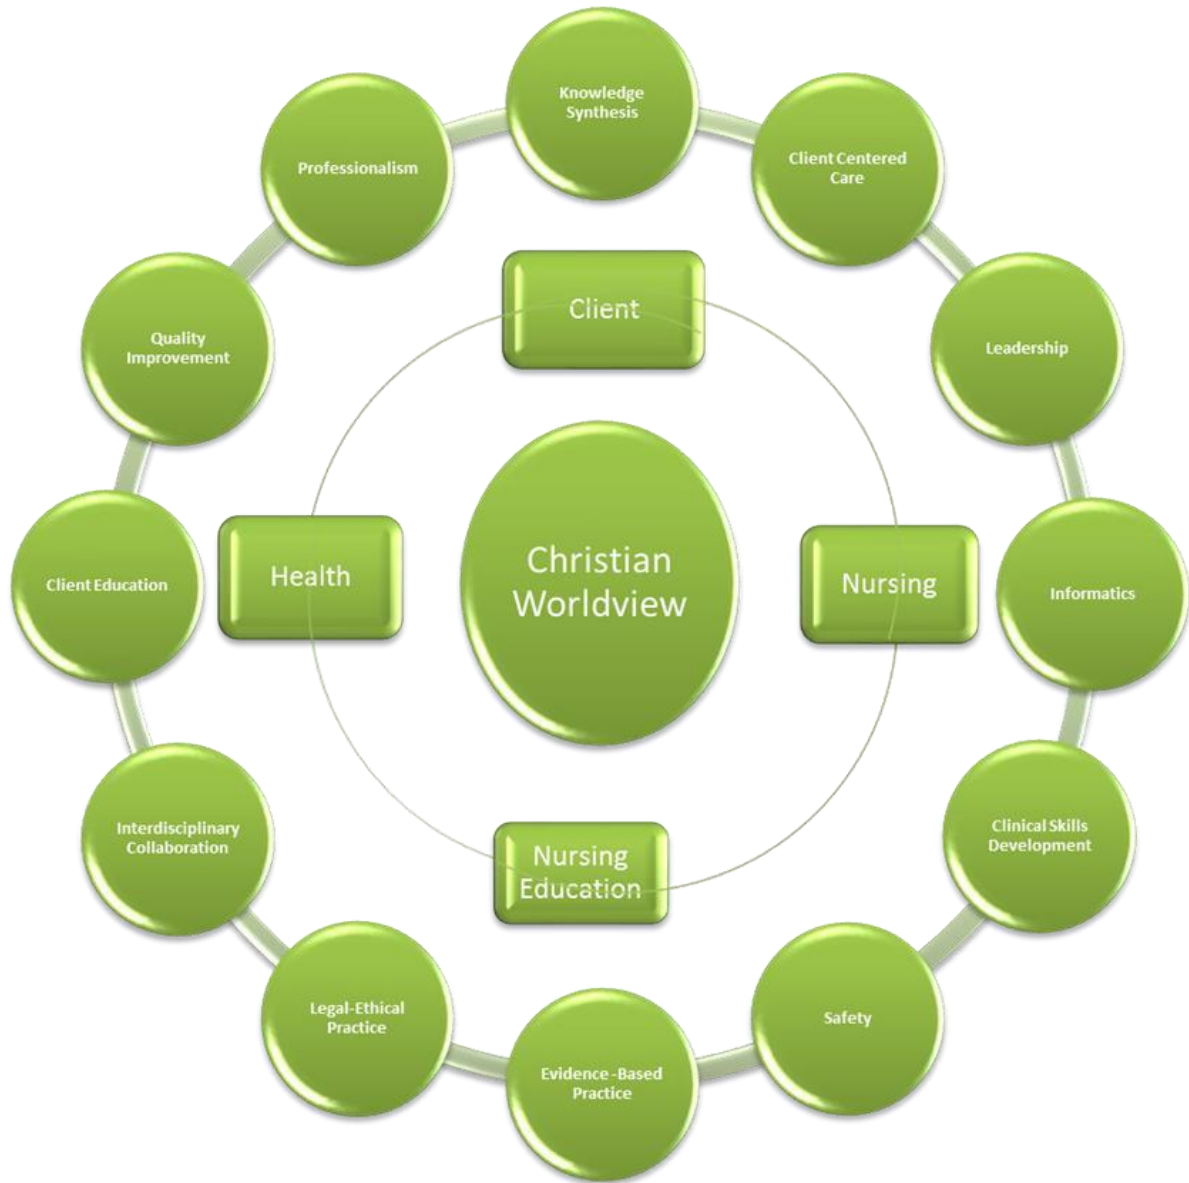 Knowledge
Synthesis
Client Centered
Care
Leadership
Informatics
Clinical Skills
Development
Safety
Evidence -Based
Practice
Legal-Ethical
Practice
Interdisciplinary
Collaboration
Client Education
Quality
Improvement
Professionalism
Client
Nursing
Nursing
Education
Health
Christian
Worldview